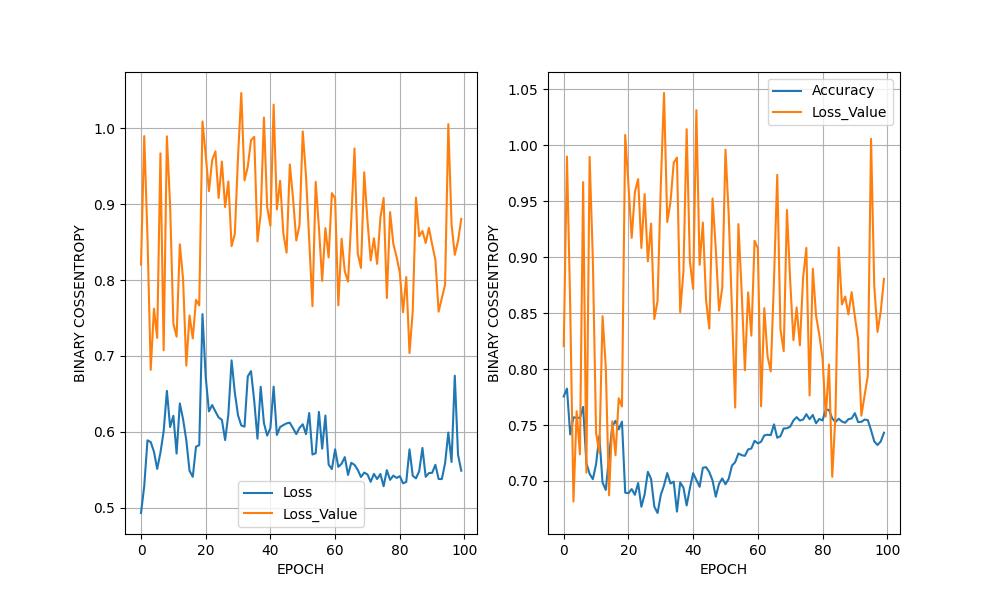 1.0
0.9
0.8
0.7
0.6
0.5
BINARY COSSENTROPY
0 20 40 60 80 100
EPOCH
Loss
Loss_Value
1.05
1.00
0.95
0.90
0.85
0.80
0.75
0.70
BINARY COSSENTROPY
0 20 40 60 80 100
EPOCH
Accuracy
Loss_Value